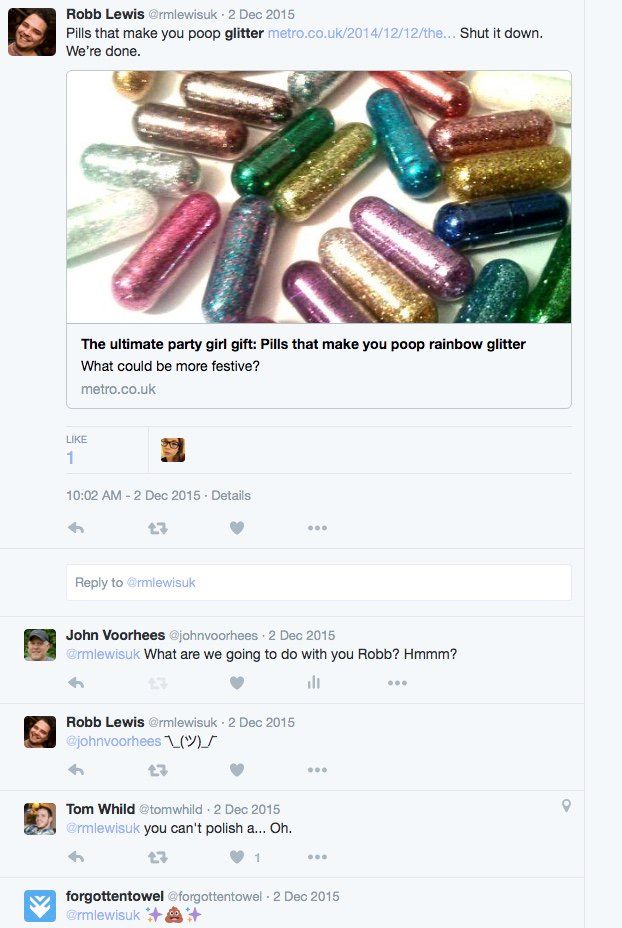 Robb Lewis @rmlewisuk · 2 Dec 2015
Pills that make you poop glitter metro.co.uk/2014/12/12/the… Shut it down.
We're done.
The ultimate party girl gift: Pills that make you poop rainbow glitter
What could be more festive?
metro.co.uk
LIKE
1
10:02 AM - 2 Dec 2015 · Details
Reply to @rmlewisuk
John Voorhees @johnvoorhees · 2 Dec 2015
@rmlewisuk What are we going to do with you Robb? Hmmm?
Robb Lewis @rmlewisuk · 2 Dec 2015
@johnvoorhees ¯\_(ツ)_/¯
Tom Whild @tomwhild · 2 Dec 2015
@rmlewisuk you can't polish a... Oh.
1
forgottentowel @forgottentowel · 2 Dec 2015
@rmlewisuk ✨💩✨